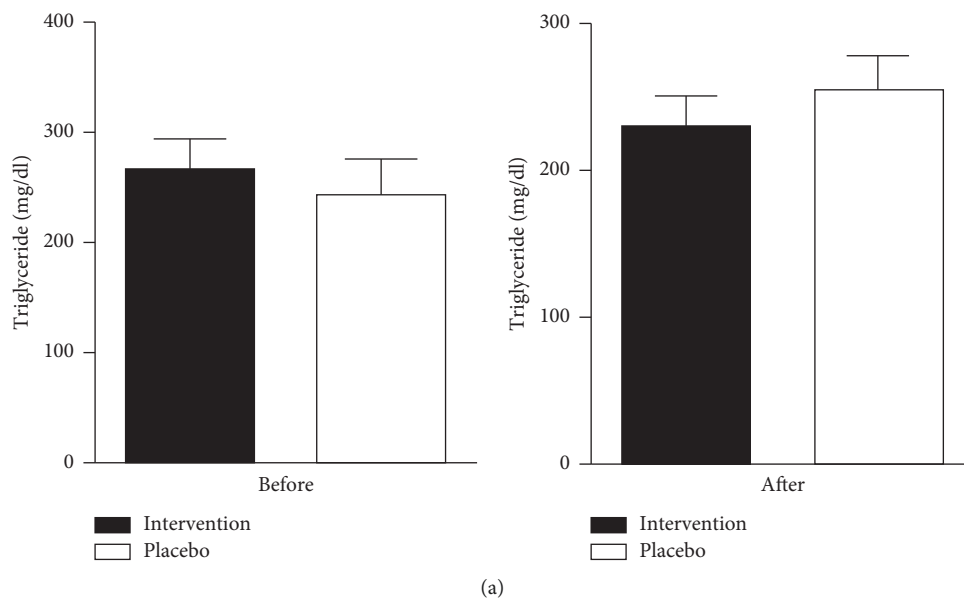 400
300
200
100
0
Triglyceride (mg/dl)
Before
Intervention
Placebo
300
200
100
0
Triglyceride (mg/dl)
After
Intervention
Placebo
(a)